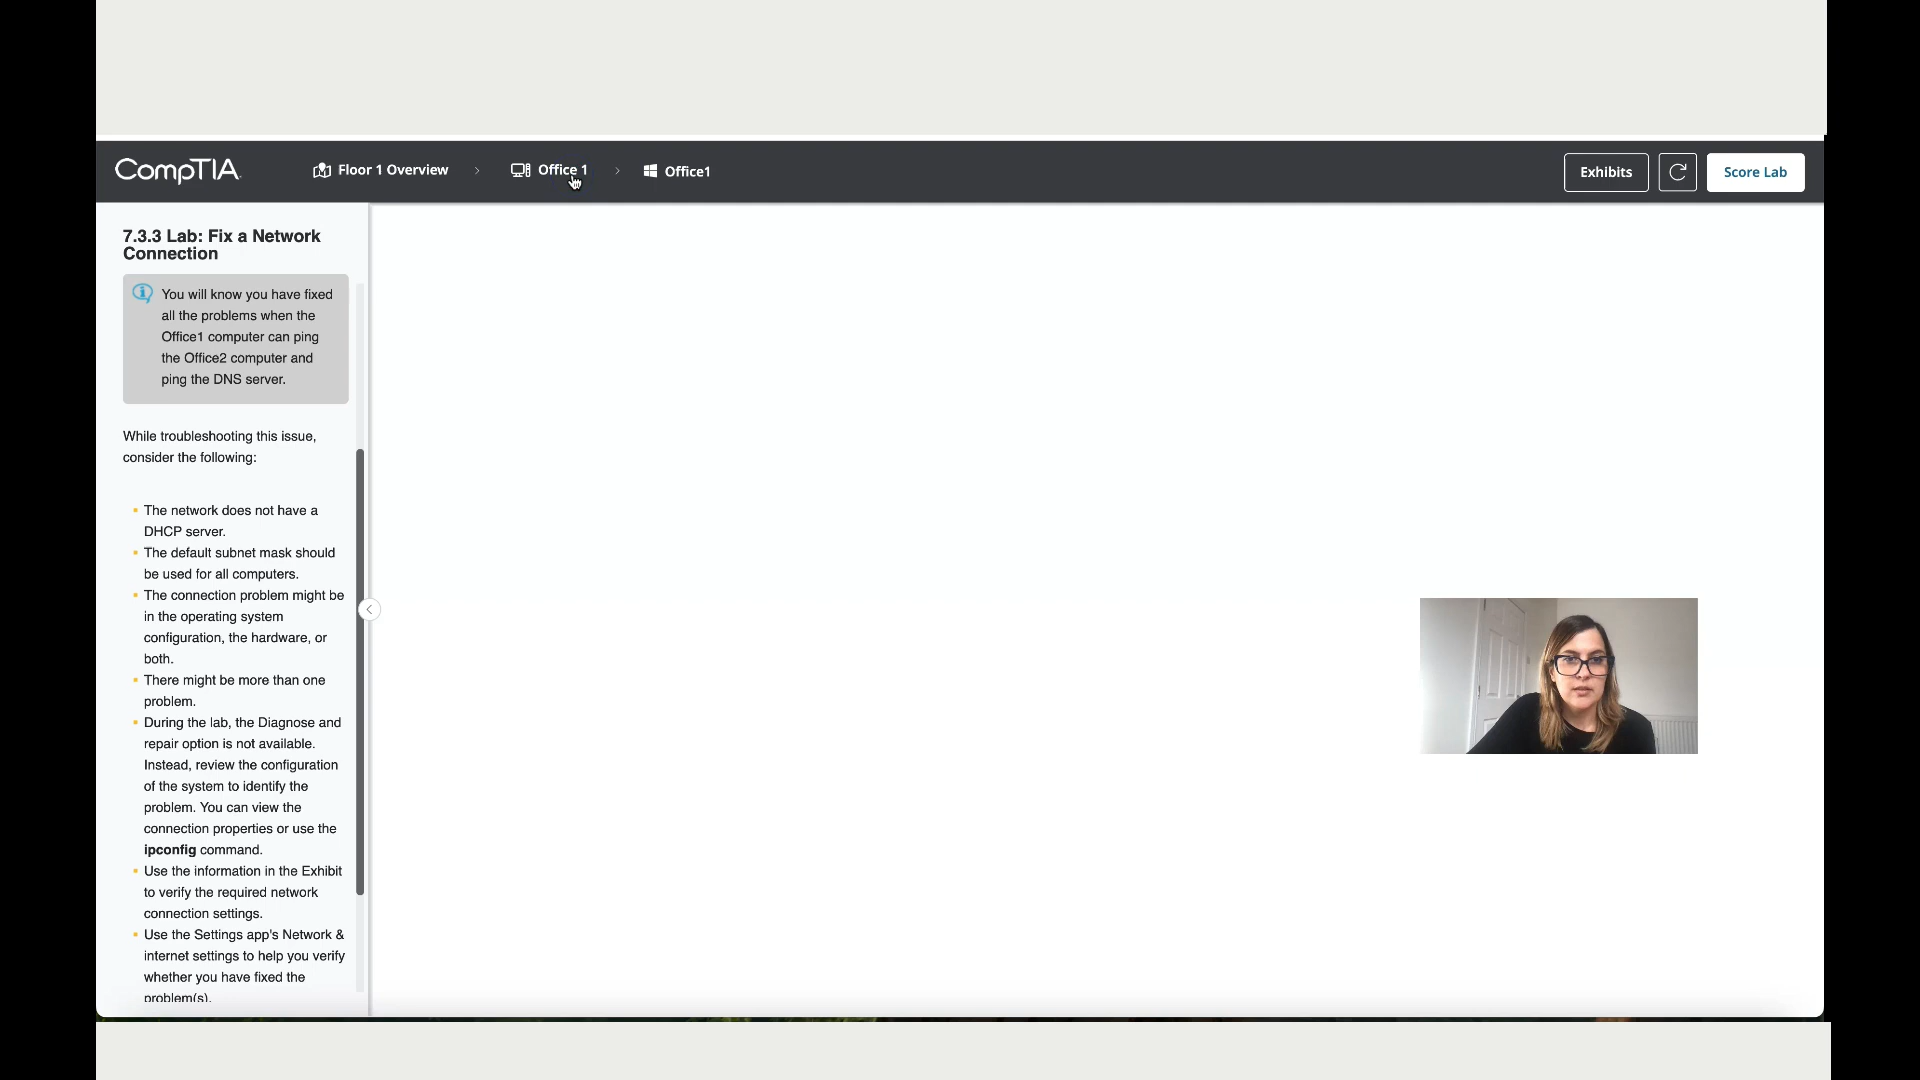 CompTIA.
Floor 1 Overview > Office 1 > Office1
Exhibits
Score Lab
7.3.3 Lab: Fix a Network
Connection
You will know you have fixed
all the problems when the
Office1 computer can ping
the Office2 computer and
ping the DNS server.
While troubleshooting this issue,
consider the following:
The network does not have a
DHCP server.
The default subnet mask should
be used for all computers.
The connection problem might be
in the operating system
configuration, the hardware, or
both.
There might be more than one
problem.
During the lab, the Diagnose and
repair option is not available.
Instead, review the configuration
of the system to identify the
problem. You can view the
connection properties or use the
ipconfig command.
Use the information in the Exhibit
to verify the required network
connection settings.
Use the Settings app's Network &
internet settings to help you verify
whether you have fixed the
problem(s).